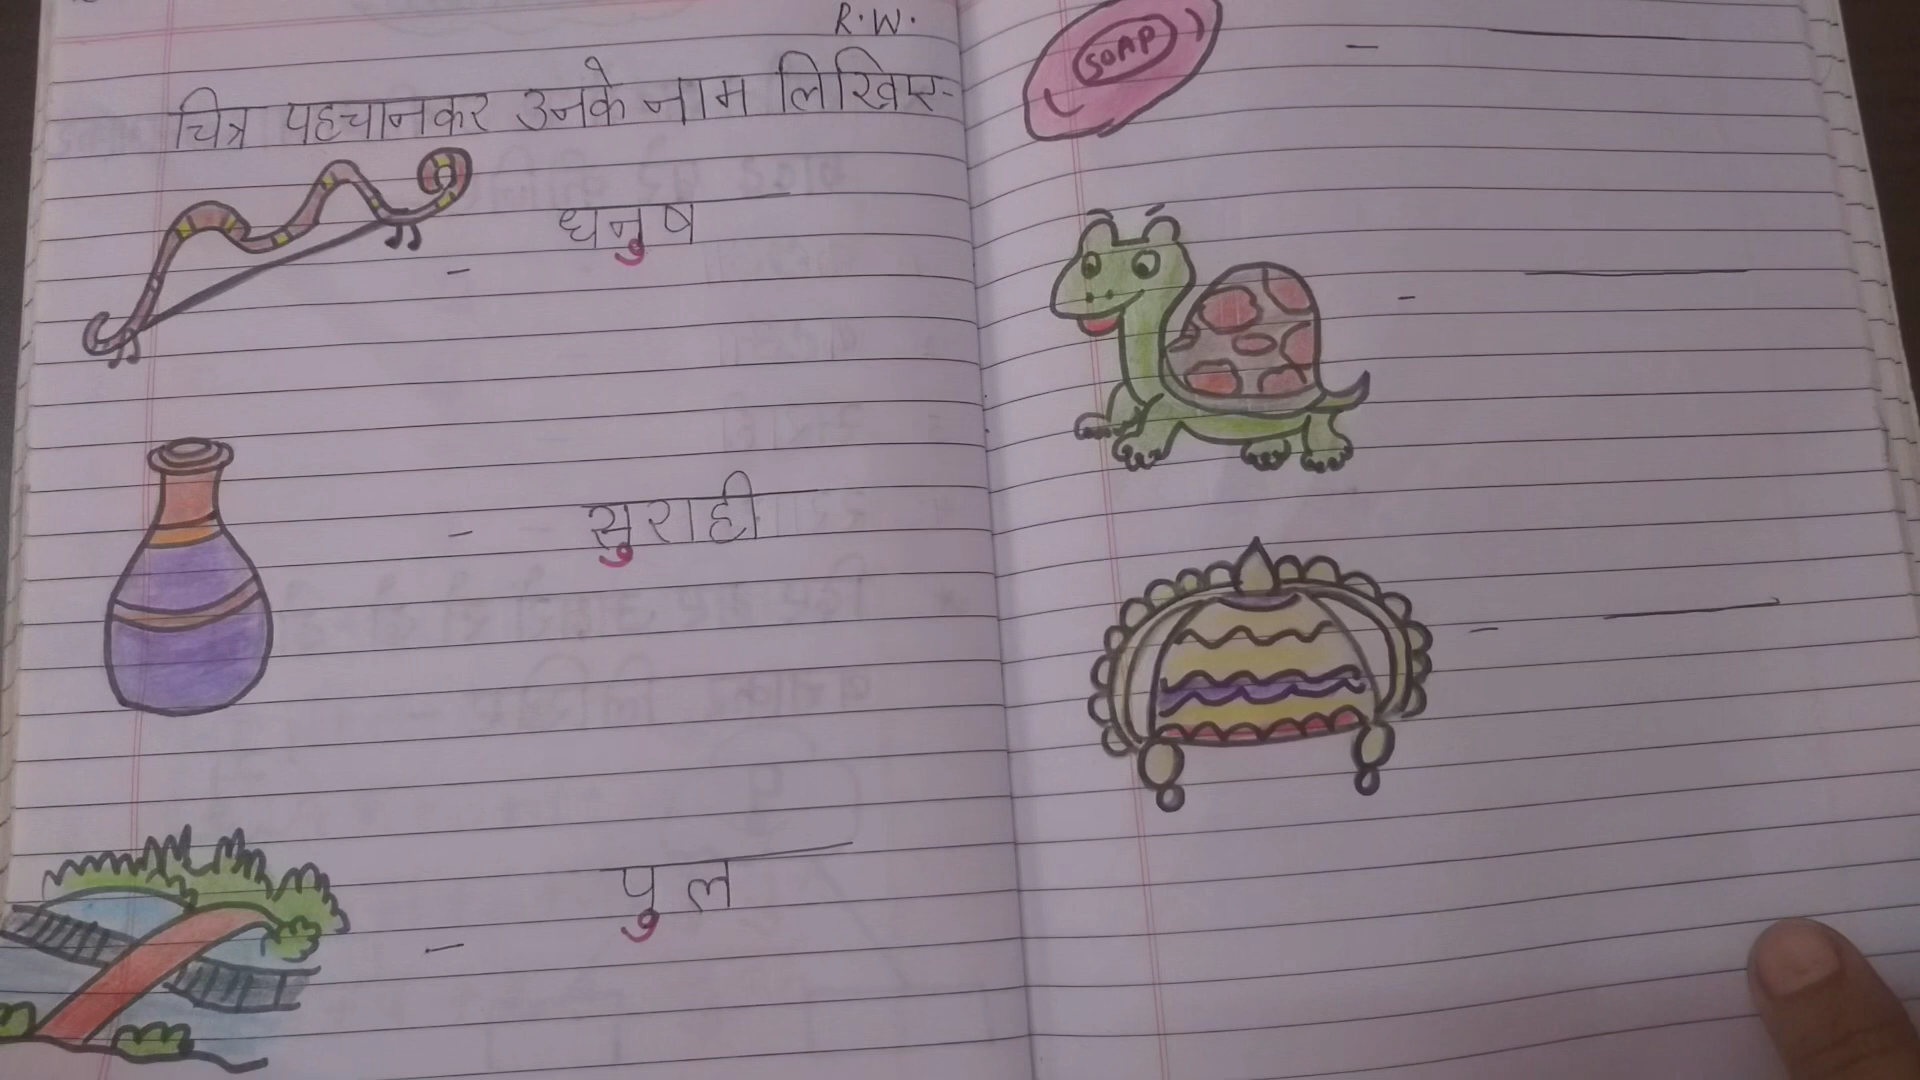 R.W.
चित्र पहचानकर उनके नाम लिखिए-
- धनुष
- सुराही
- पुल
SOAP
-
-
-